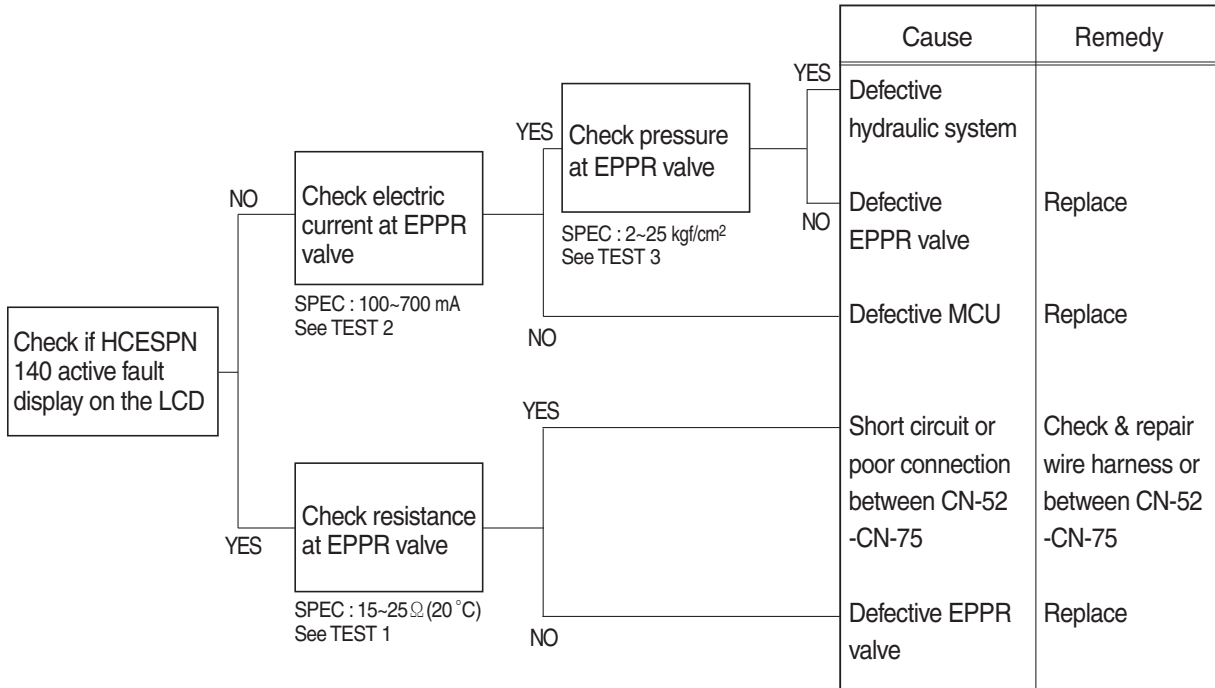 Cause
Remedy
Check if HCESPN
140 active fault
display on the LCD
NO
Check electric
current at EPPR
valve
SPEC : 100~700 mA
See TEST 2
YES
Check pressure
at EPPR valve
SPEC : 2~25 kgf/cm²
See TEST 3
YES
Defective
hydraulic system
NO
Defective
EPPR valve
Replace
NO
Defective MCU
Replace
YES
Check resistance
at EPPR valve
SPEC : 15~25Ω(20˚C)
See TEST 1
YES
Short circuit or
poor connection
between CN-52
-CN-75
Check & repair
wire harness or
between CN-52
-CN-75
NO
Defective EPPR
valve
Replace